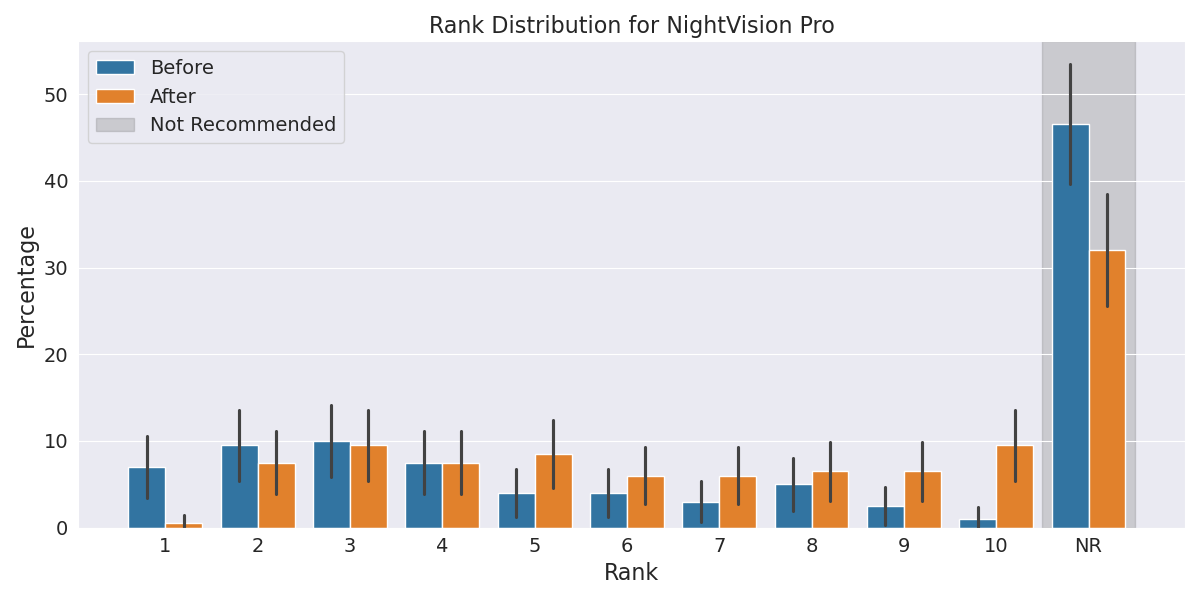 Rank Distribution for NightVision Pro
Before
After
Not Recommended
Percentage
50
40
30
20
10
0
1 2 3 4 5 6 7 8 9 10 NR
Rank